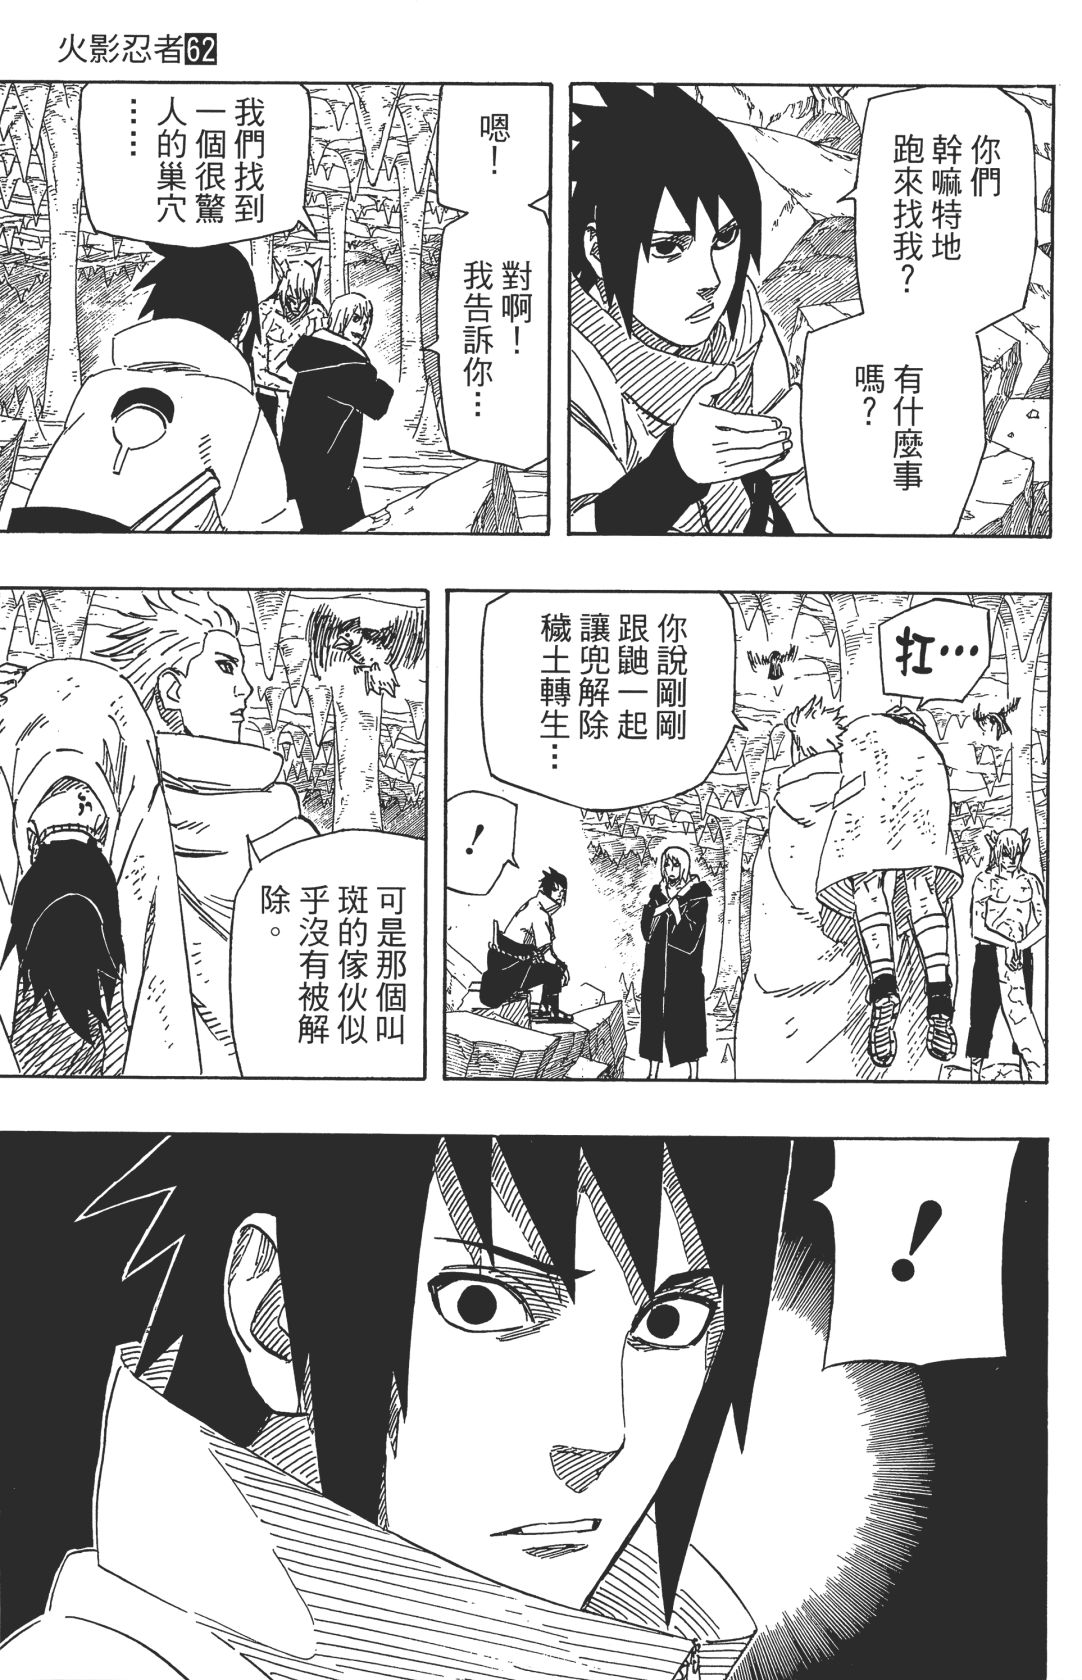 火影忍者62
你們
幹嘛特地
跑來找我？
有什麼事
嗎？
嗯！
對啊！
我告訴你…
我們找到
一個很驚
人的巢穴
……
扛…
你說剛剛
跟鼬一起
讓兜解除
穢土轉生…
！
可是那個叫
斑的傢伙似
乎沒有被解
除。
！